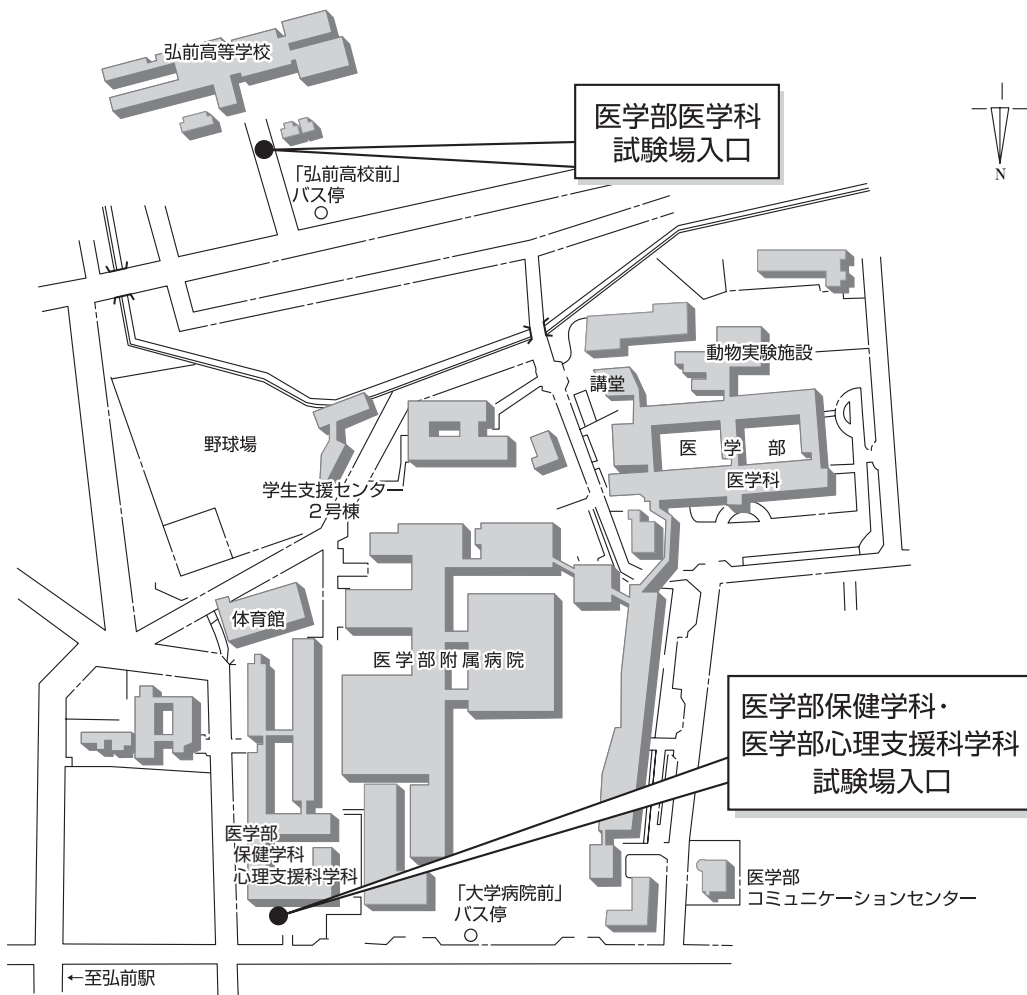 弘前高等学校
医学部医学科
試験場入口
「弘前高校前」
バス停
N
動物実験施設
講堂
野球場
医学部
医学科
学生支援センター
2号棟
体育館
医学部附属病院
医学部保健学科・
医学部心理支援科学科
試験場入口
医学部
保健学科
心理支援科学科
「大学病院前」
バス停
医学部
コミュニケーションセンター
←至弘前駅